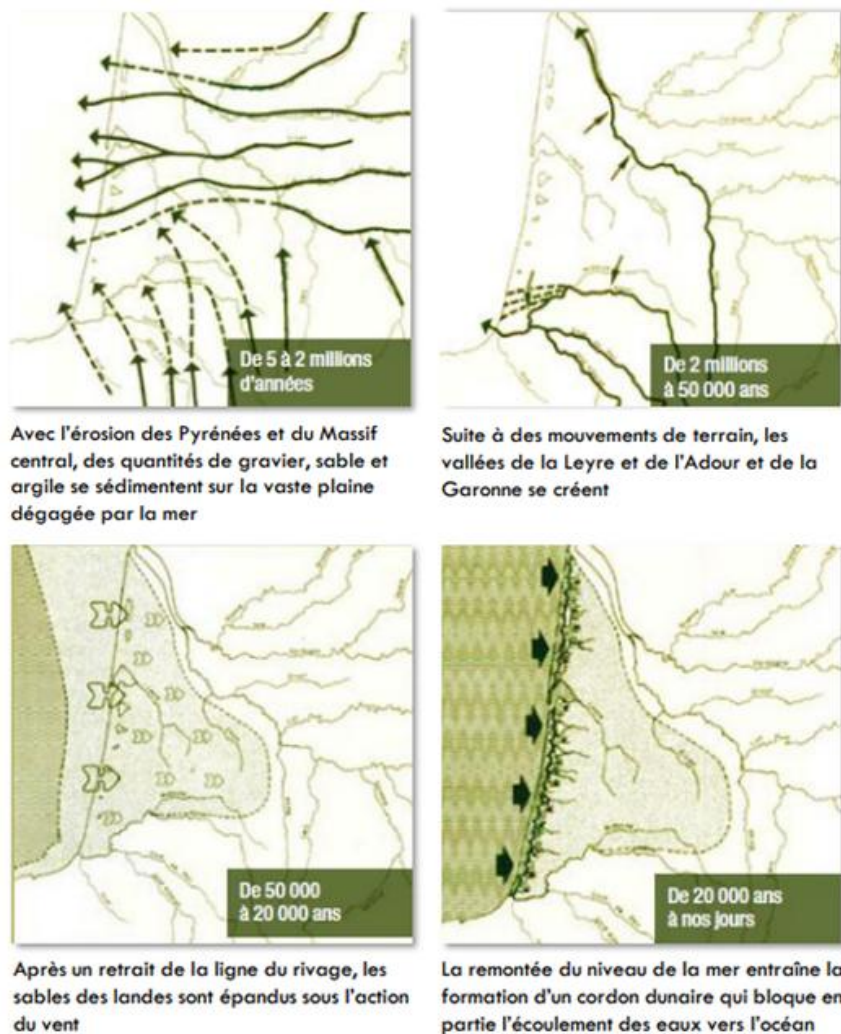 De 5 à 2 millions
d'années
De 2 millions
à 50 000 ans
Avec l'érosion des Pyrénées et du Massif
central, des quantités de gravier, sable et
argile se sédimentent sur la vaste plaine
dégagée par la mer
Suite à des mouvements de terrain, les
vallées de la Leyre et de l'Adour et de la
Garonne se créent
De 50 000
à 20 000 ans
De 20 000 ans
à nos jours
Après un retrait de la ligne du rivage, les
sables des landes sont épandus sous l'action
du vent
La remontée du niveau de la mer entraîne la
formation d'un cordon dunaire qui bloque en
partie l'écoulement des eaux vers l'océan